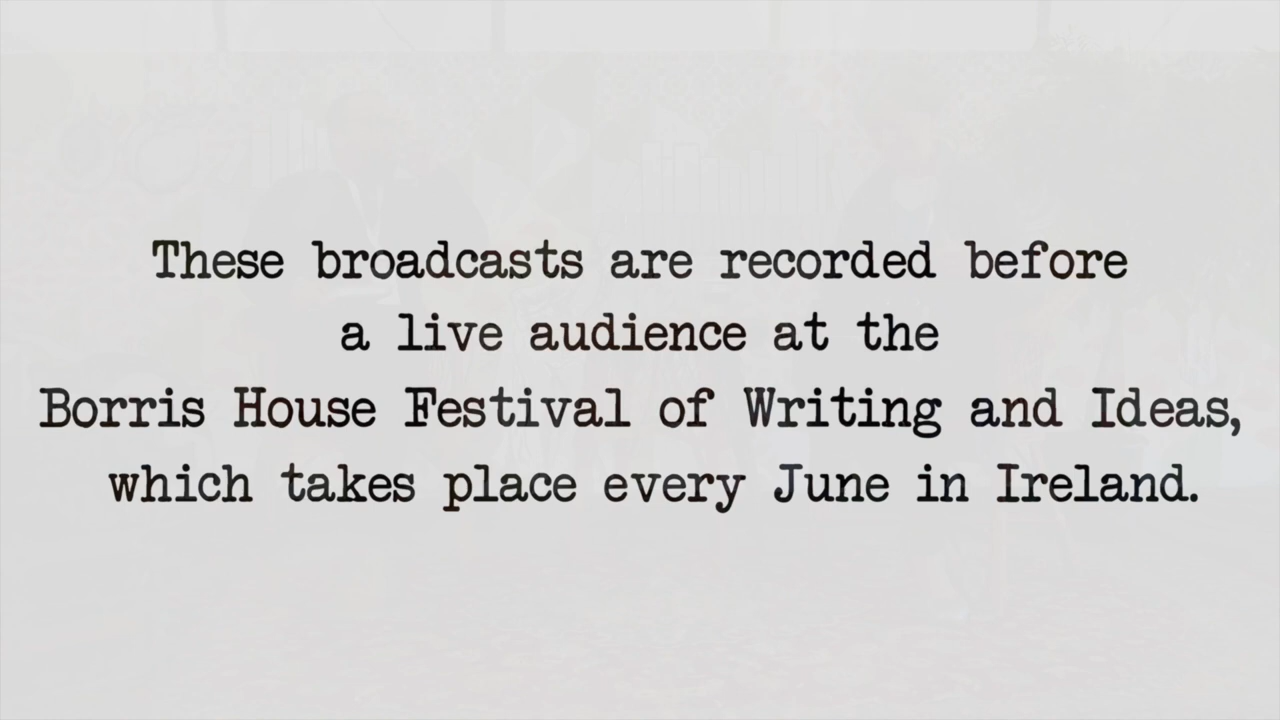 These broadcasts are recorded before
a live audience at the
Borris House Festival of Writing and Ideas,
which takes place every June in Ireland.